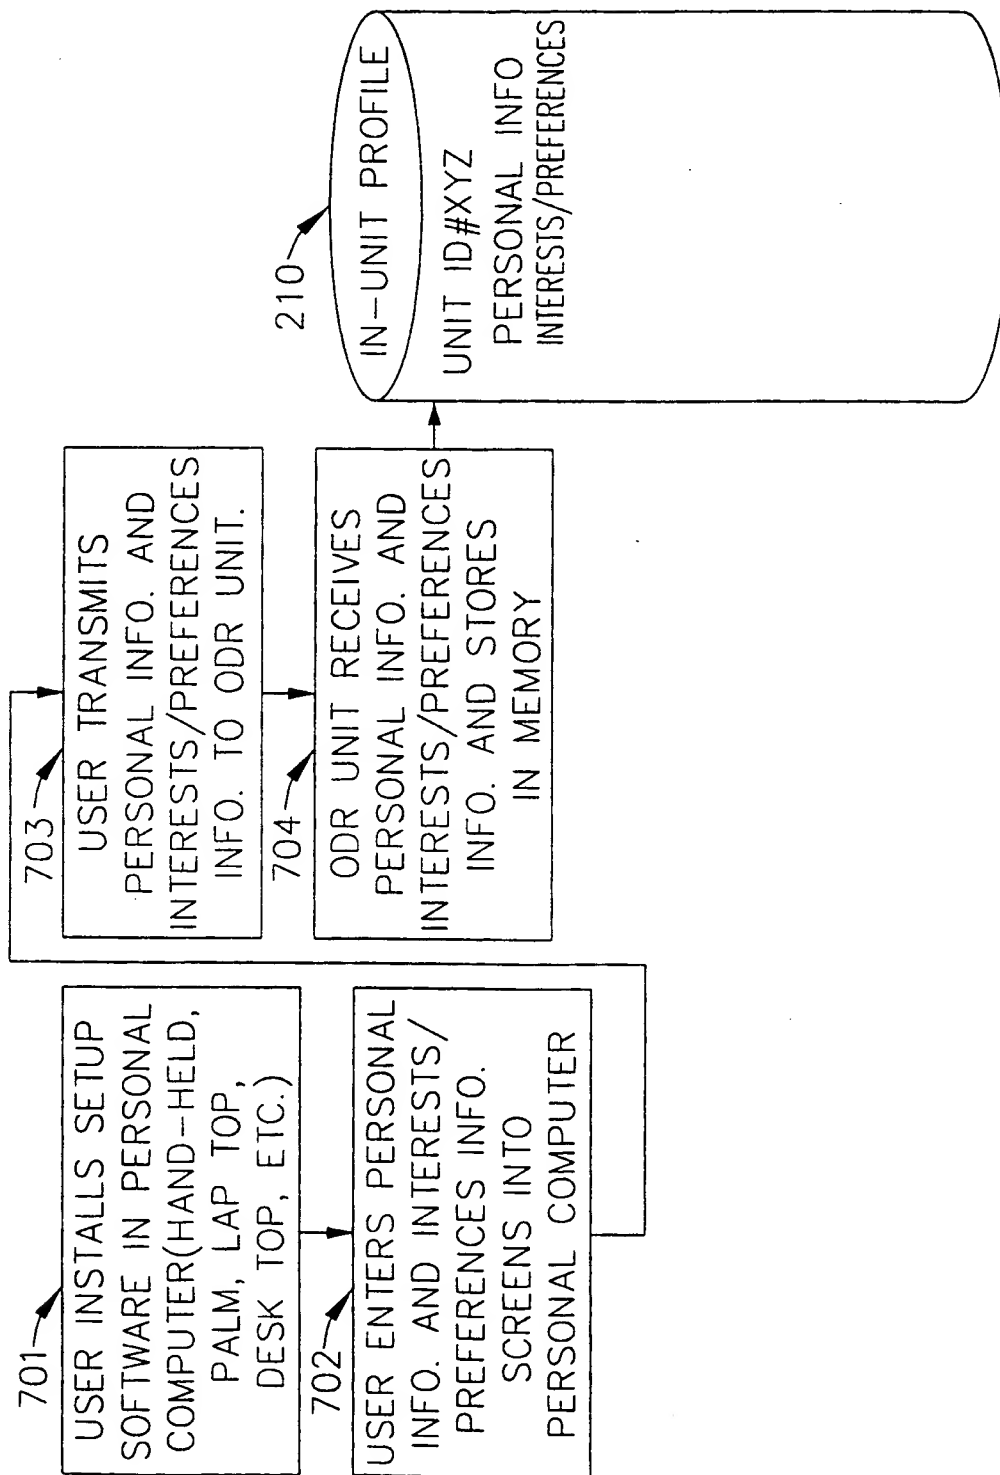 701
USER INSTALLS SETUP
SOFTWARE IN PERSONAL
COMPUTER(HAND-HELD,
PALM, LAP TOP,
DESK TOP, ETC.)
702
USER ENTERS PERSONAL
INFO. AND INTERESTS/
PREFERENCES INFO.
SCREENS INTO
PERSONAL COMPUTER
703
USER TRANSMITS
PERSONAL INFO. AND
INTERESTS/PREFERENCES
INFO. TO ODR UNIT.
704
ODR UNIT RECEIVES
PERSONAL INFO. AND
INTERESTS/PREFERENCES
INFO. AND STORES
IN MEMORY
210
IN-UNIT PROFILE
UNIT ID#XYZ
PERSONAL INFO
INTERESTS/PREFERENCES